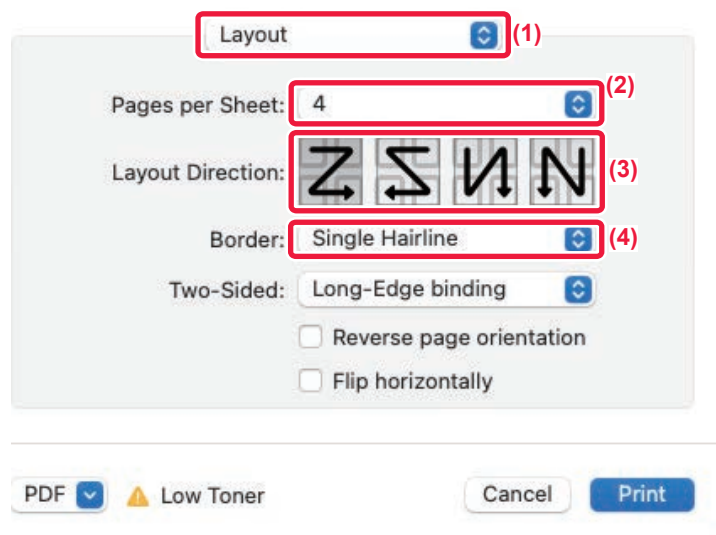 Layout (1)
Pages per Sheet: 4 (2)
Layout Direction: (3)
Border: Single Hairline (4)
Two-Sided: Long-Edge binding
Reverse page orientation
Flip horizontally
PDF Low Toner Cancel Print